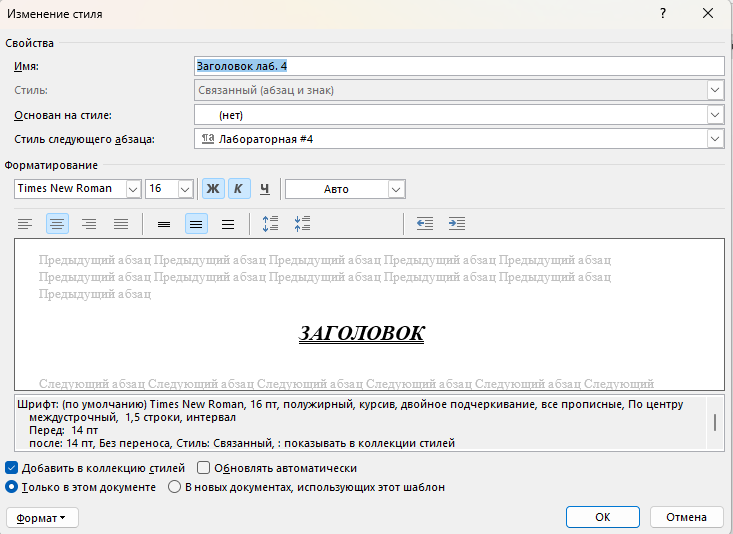 Изменение стиля ?
Свойства
Имя: Заголовок лаб. 4
Стиль: Связанный (абзац и знак)
Основан на стиле: (нет)
Стиль следующего абзаца: ¶a Лабораторная #4
Форматирование
Times New Roman 16 Ж К Ч Авто
Предыдущий абзац Предыдущий абзац Предыдущий абзац Предыдущий абзац Предыдущий абзац
Предыдущий абзац Предыдущий абзац Предыдущий абзац Предыдущий абзац Предыдущий абзац
Предыдущий абзац
ЗАГОЛОВОК
Следующий абзац Следующий абзац Следующий абзац Следующий абзац Следующий абзац Следующий
Шрифт: (по умолчанию) Times New Roman, 16 пт, полужирный, курсив, двойное подчеркивание, все прописные, По центру
междустрочный, 1,5 строки, интервал
Перед: 14 пт
после: 14 пт, Без переноса, Стиль: Связанный, : показывать в коллекции стилей
Добавить в коллекцию стилей Обновлять автоматически
Только в этом документе В новых документах, использующих этот шаблон
Формат ОК Отмена